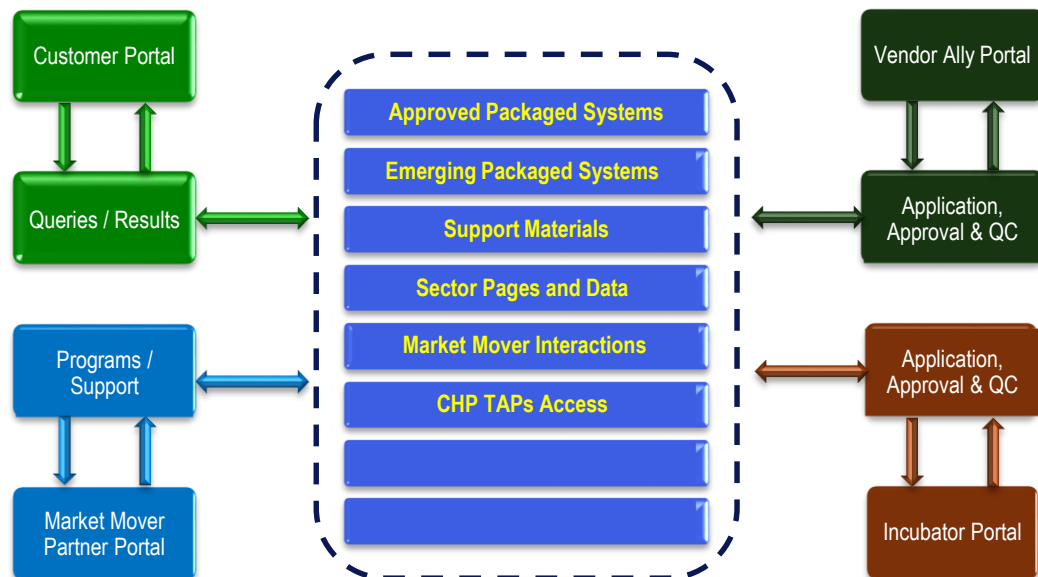 Customer Portal
Queries / Results
Programs /
Support
Market Mover
Partner Portal
Approved Packaged Systems
Emerging Packaged Systems
Support Materials
Sector Pages and Data
Market Mover Interactions
CHP TAPs Access
Vendor Ally Portal
Application,
Approval & QC
Application,
Approval & QC
Incubator Portal